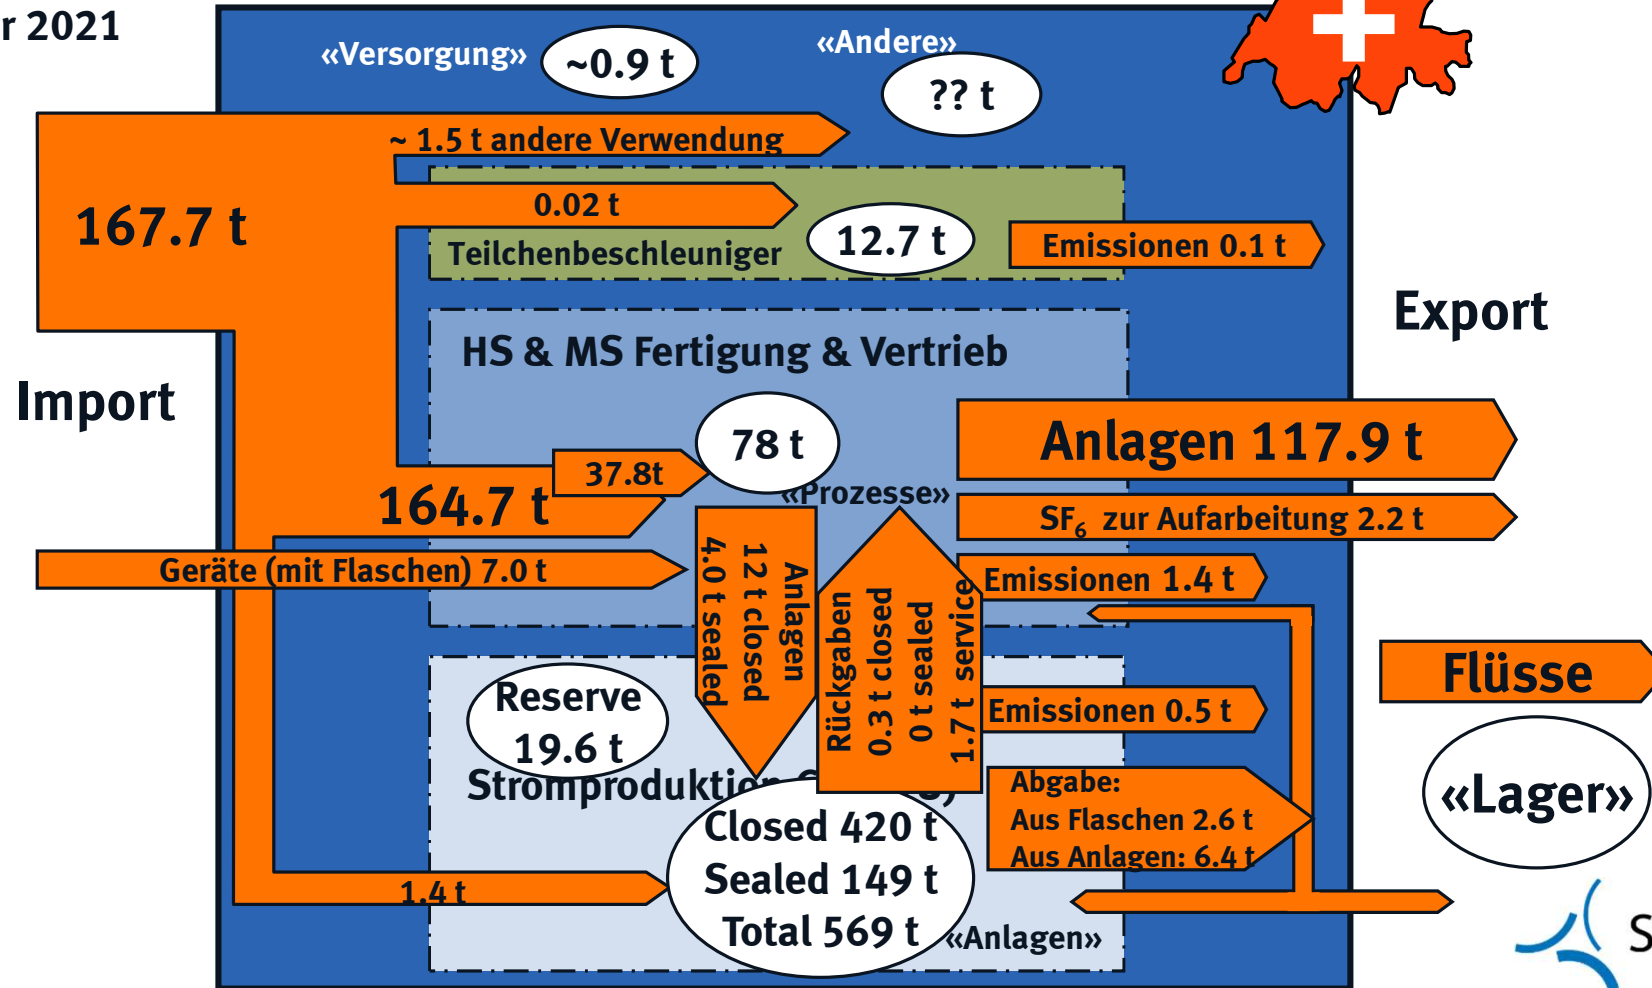 r 2021
«Versorgung»
~0.9 t
«Andere»
?? t
~ 1.5 t andere Verwendung
167.7 t
0.02 t
Teilchenbeschleuniger
12.7 t
Emissionen 0.1 t
Export
HS & MS Fertigung & Vertrieb
Import
78 t
Anlagen 117.9 t
37.8t
«Prozesse»
164.7 t
SF₆ zur Aufarbeitung 2.2 t
Geräte (mit Flaschen) 7.0 t
Emissionen 1.4 t
Anlagen
12 t closed
4.0 t sealed
Rückgaben
0.3 t closed
0 t sealed
1.7 t service
Flüsse
Reserve
19.6 t
Emissionen 0.5 t
Stromproduktion
Abgabe:
Aus Flaschen 2.6 t
Aus Anlagen: 6.4 t
«Lager»
Closed 420 t
Sealed 149 t
Total 569 t
1.4 t
«Anlagen»
S